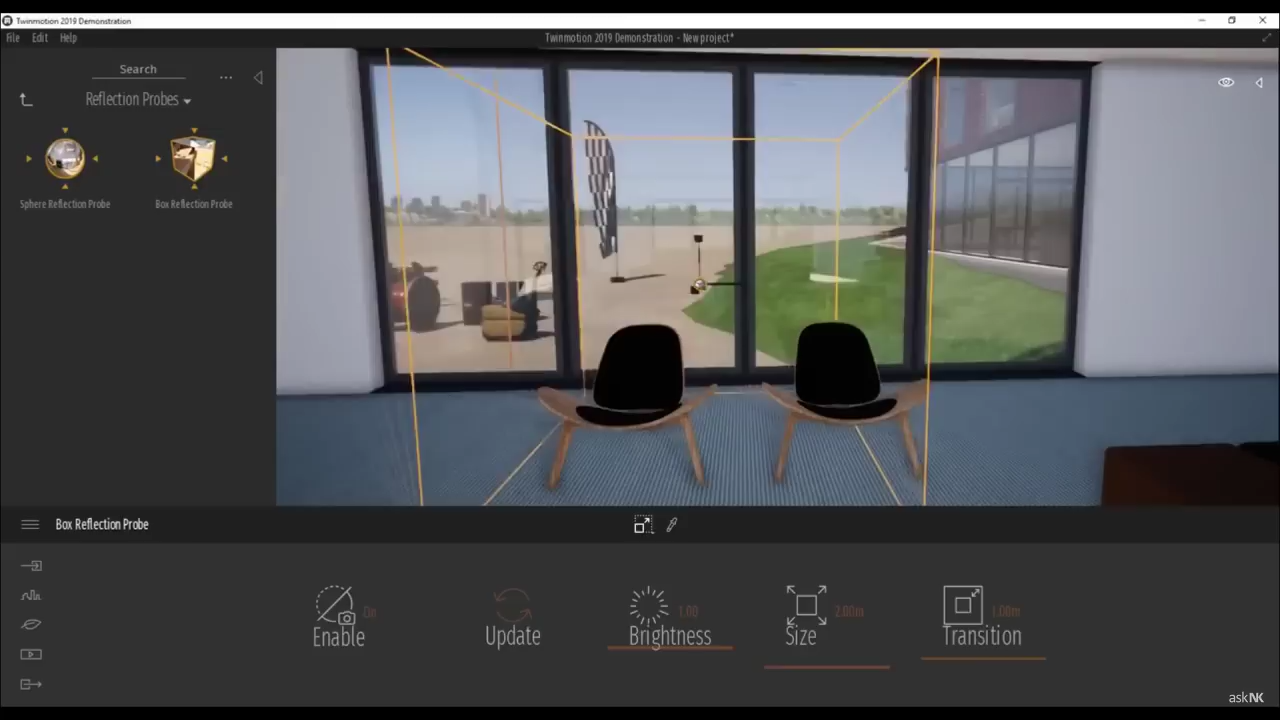 Twinmotion 2019 Demonstration
File Edit Help
Twinmotion 2019 Demonstration - New project*
Search
...
Reflection Probes
Sphere Reflection Probe
Box Reflection Probe
Box Reflection Probe
On
1.00
2.00m
1.00m
Enable
Update
Brightness
Size
Transition
askNK